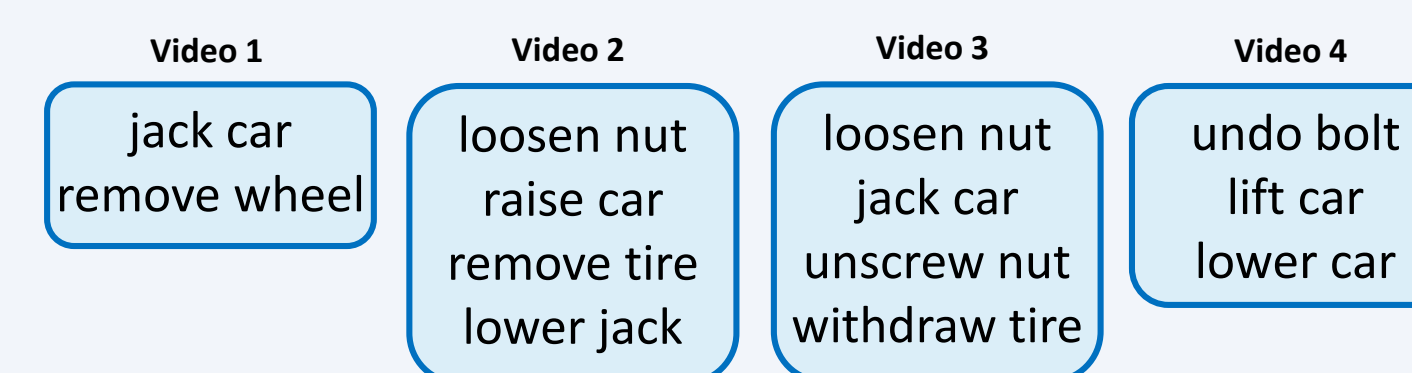 Video 1
jack car
remove wheel
Video 2
loosen nut
raise car
remove tire
lower jack
Video 3
loosen nut
jack car
unscrew nut
withdraw tire
Video 4
undo bolt
lift car
lower car